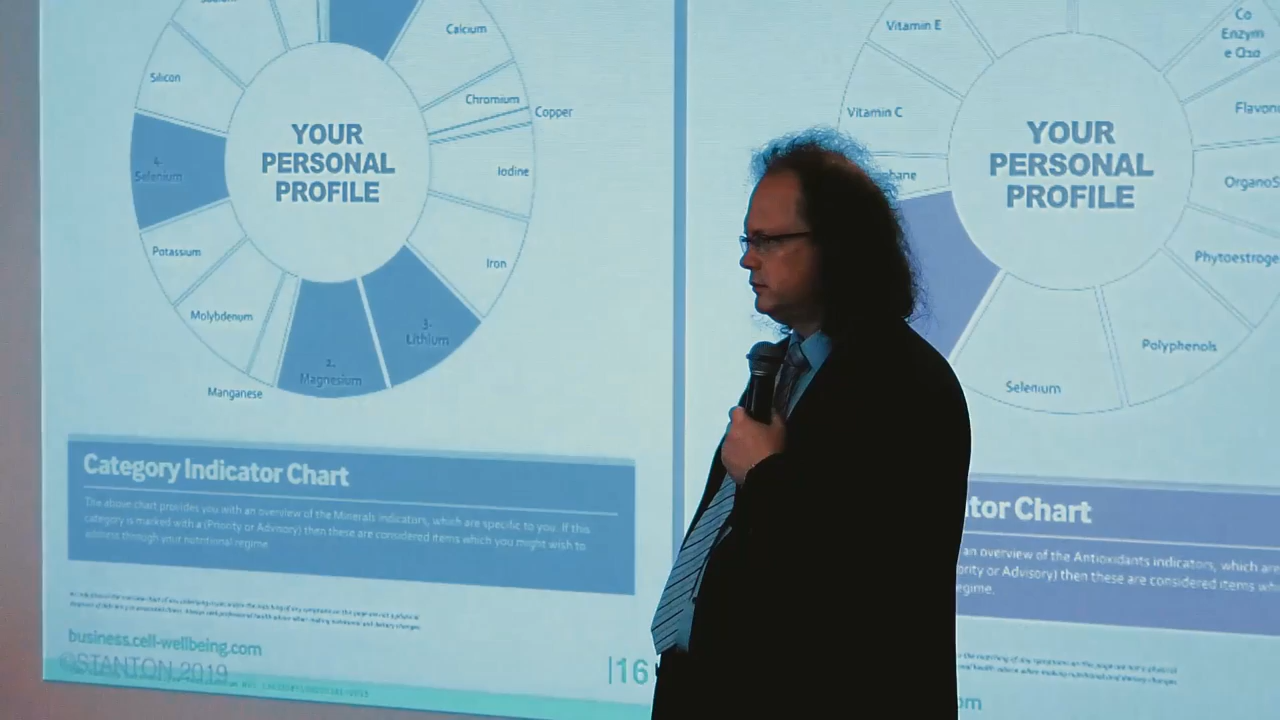 Calcium
Silicon
Chromium
Copper
YOUR
PERSONAL
PROFILE
Selenium
Iodine
Potassium
Iron
Molybdenum
3.
Lithium
2.
Magnesium
Manganese
Category Indicator Chart
The above chart provides you with an overview of the Minerals indicators, which are specific to you. If this
category is marked with a (Priority or Advisory) then these are considered items which you might wish to
address through your nutritional regime.
business.cell-wellbeing.com
©STANTON 2019
|16
Vitamin E
Co
Enzym
e Q10
Vitamin C
Flavon
phane
YOUR
PERSONAL
PROFILE
OrganoS
Phytoestroge
Polyphenols
Selenium
tor Chart
an overview of the Antioxidants indicators, which are
ority or Advisory) then these are considered items wh
egime.
om